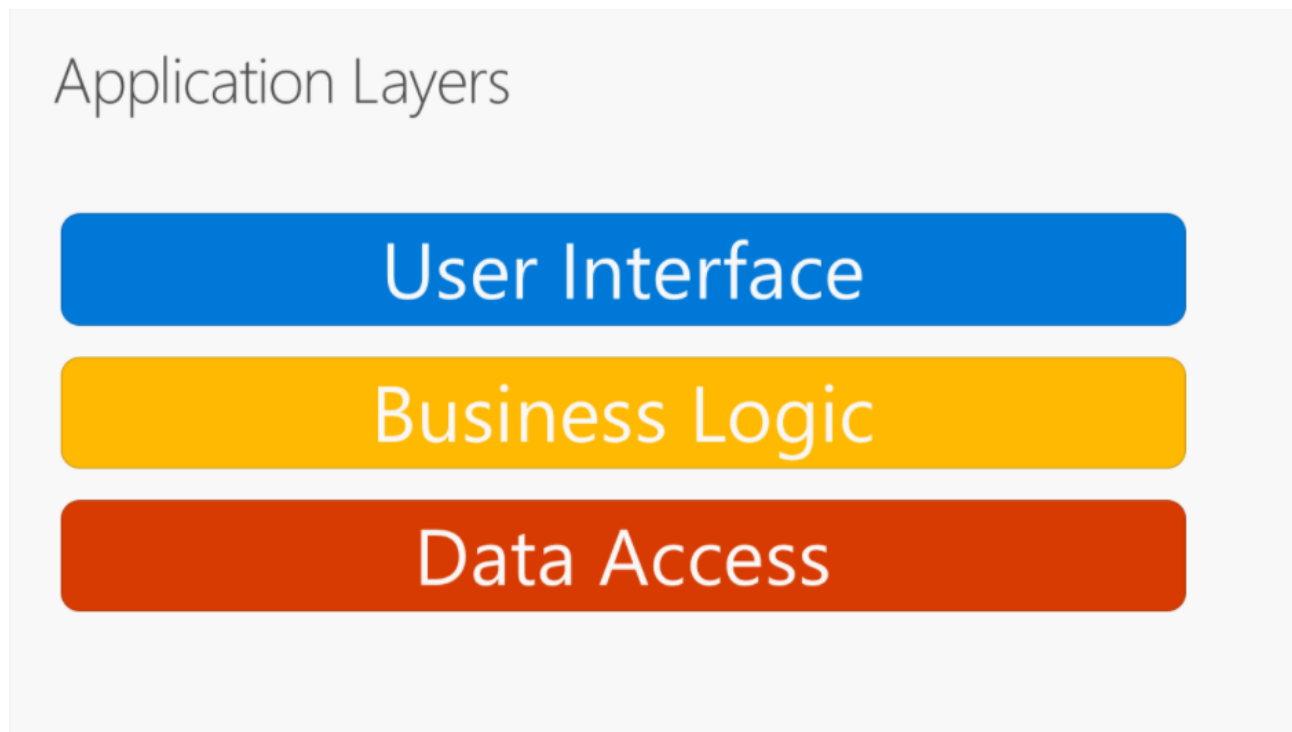 Application Layers
User Interface
Business Logic
Data Access